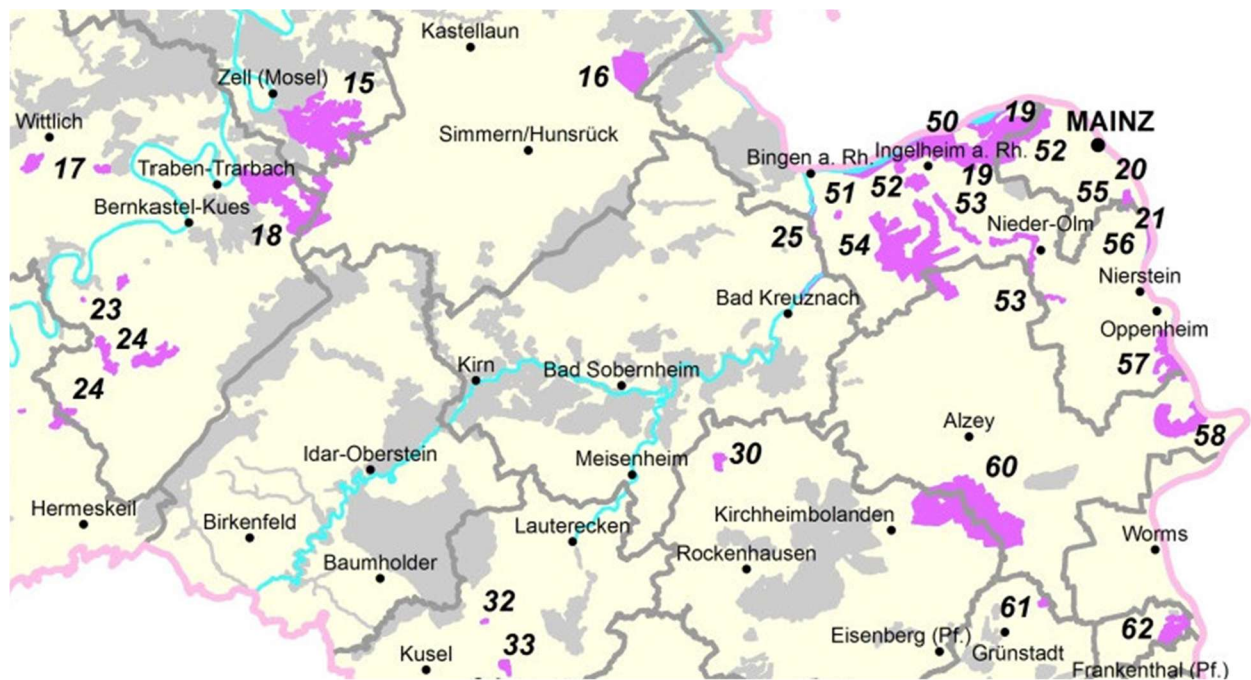 Kastellaun
16
15
Zell (Mosel)
50
19
MAINZ
Wittlich
Simmern/Hunsrück
52
17
Traben-Trarbach
Bingen a. Rh.
Ingelheim a. Rh.
20
51
52
19
55
53
Bernkastel-Kues
18
25
54
Nieder-Olm
21
56
23
Bad Kreuznach
53
Nierstein
24
Oppenheim
24
Kirn
Bad Sobernheim
57
Alzey
58
Idar-Oberstein
Meisenheim
30
60
Hermeskeil
Birkenfeld
Lauterecken
Kirchheimbolanden
Baumholder
Rockenhausen
Worms
32
61
33
Eisenberg (Pf.)
62
Kusel
Grünstadt
Frankenthal (Pf.)